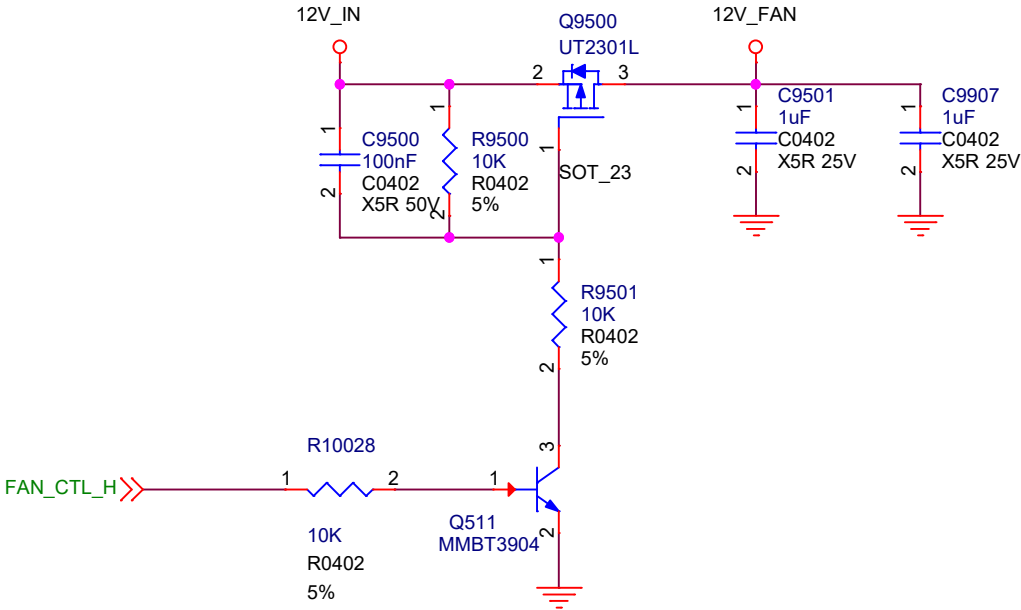 12V_IN
Q9500
UT2301L
12V_FAN
2
3
1
C9500
100nF
C0402
X5R 50V
2
1
R9500
10K
R0402
5%
2
1
SOT_23
1
C9501
1uF
C0402
X5R 25V
2
1
C9907
1uF
C0402
X5R 25V
2
1
R9501
10K
R0402
5%
2
FAN_CTL_H
R10028
1
2
10K
R0402
5%
1
3
Q511
MMBT3904
2